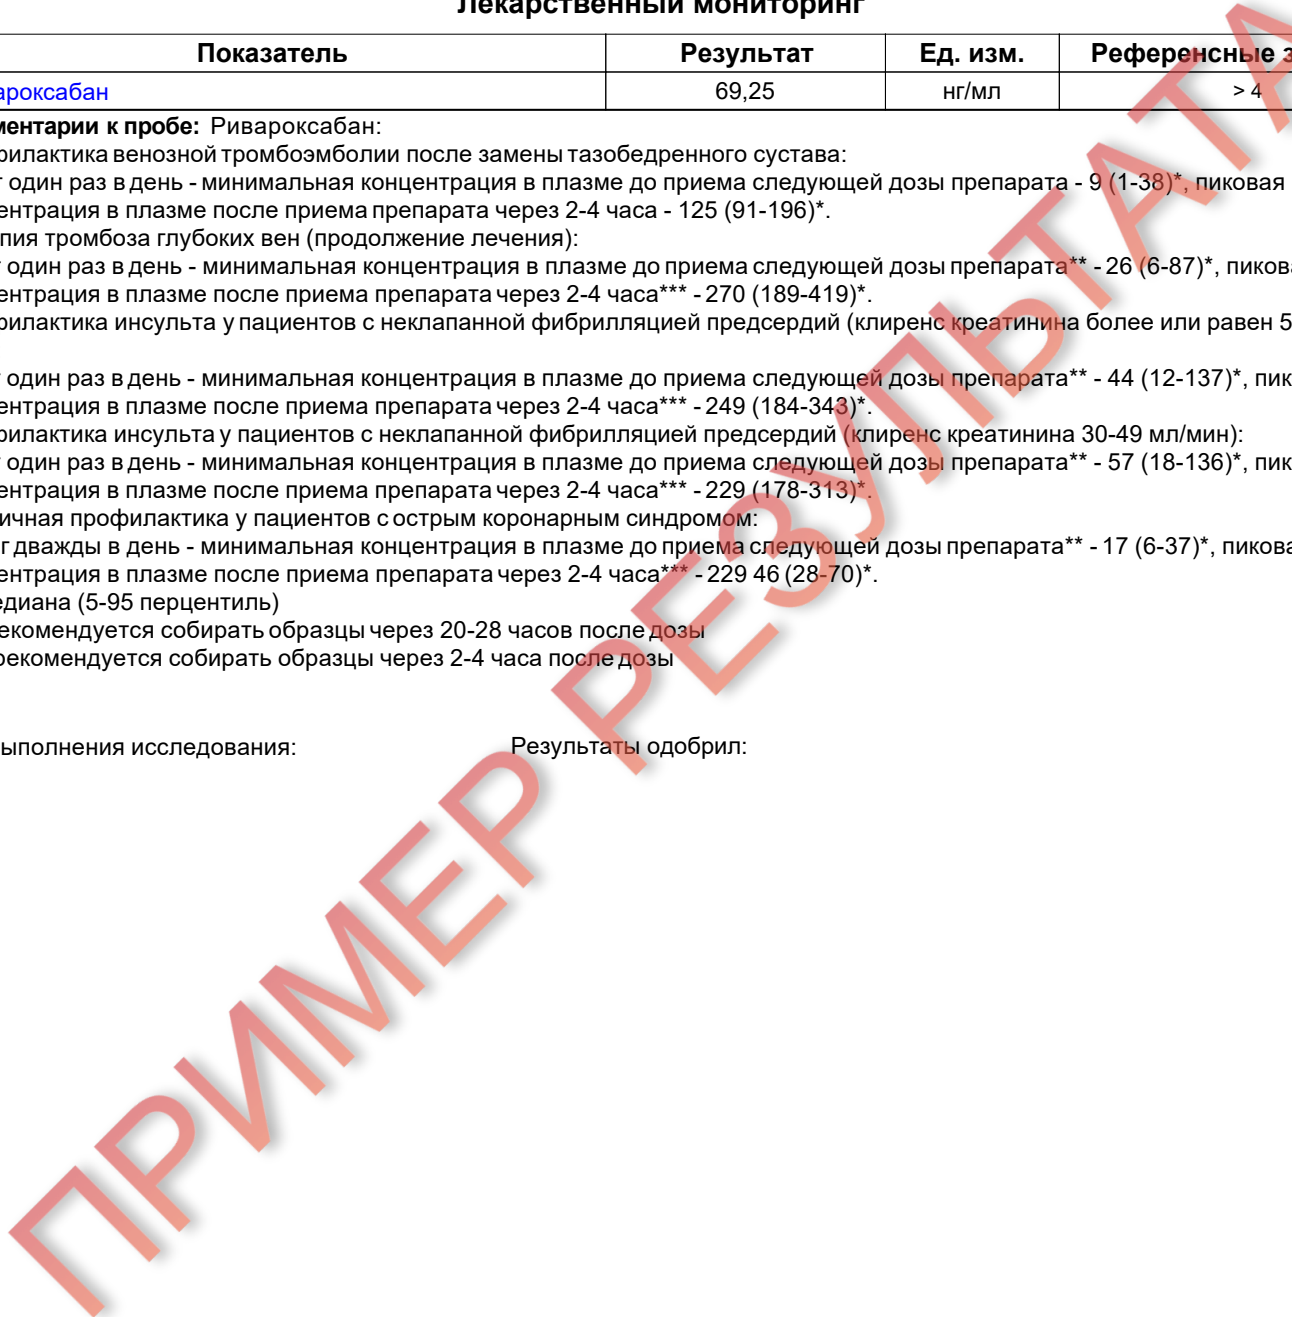 Лекарственный мониторинг
Показатель Результат Ед. изм. Референсные з
ароксабан 69,25 нг/мл > 4
ментарии к пробе: Ривароксабан:
рилактика венозной тромбоэмболии после замены тазобедренного сустава:
г один раз в день - минимальная концентрация в плазме до приема следующей дозы препарата - 9 (1-38)*, пиковая
ентрация в плазме после приема препарата через 2-4 часа - 125 (91-196)*.
пия тромбоза глубоких вен (продолжение лечения):
г один раз в день - минимальная концентрация в плазме до приема следующей дозы препарата** - 26 (6-87)*, пикова
ентрация в плазме после приема препарата через 2-4 часа*** - 270 (189-419)*.
рилактика инсульта у пациентов с неклапанной фибрилляцией предсердий (клиренс креатинина более или равен 5
г один раз в день - минимальная концентрация в плазме до приема следующей дозы препарата** - 44 (12-137)*, пик
ентрация в плазме после приема препарата через 2-4 часа*** - 249 (184-343)*.
рилактика инсульта у пациентов с неклапанной фибрилляцией предсердий (клиренс креатинина 30-49 мл/мин):
г один раз в день - минимальная концентрация в плазме до приема следующей дозы препарата** - 57 (18-136)*, пик
ентрация в плазме после приема препарата через 2-4 часа*** - 229 (178-313)*.
ичная профилактика у пациентов с острым коронарным синдромом:
г дважды в день - минимальная концентрация в плазме до приема следующей дозы препарата** - 17 (6-37)*, пикова
ентрация в плазме после приема препарата через 2-4 часа*** - 229 46 (28-70)*.
едиана (5-95 перцентиль)
екомендуется собирать образцы через 20-28 часов после дозы
рекомендуется собирать образцы через 2-4 часа после дозы
ыполнения исследования: Результаты одобрил:
ПРИМЕР РЕЗУЛЬТАТА